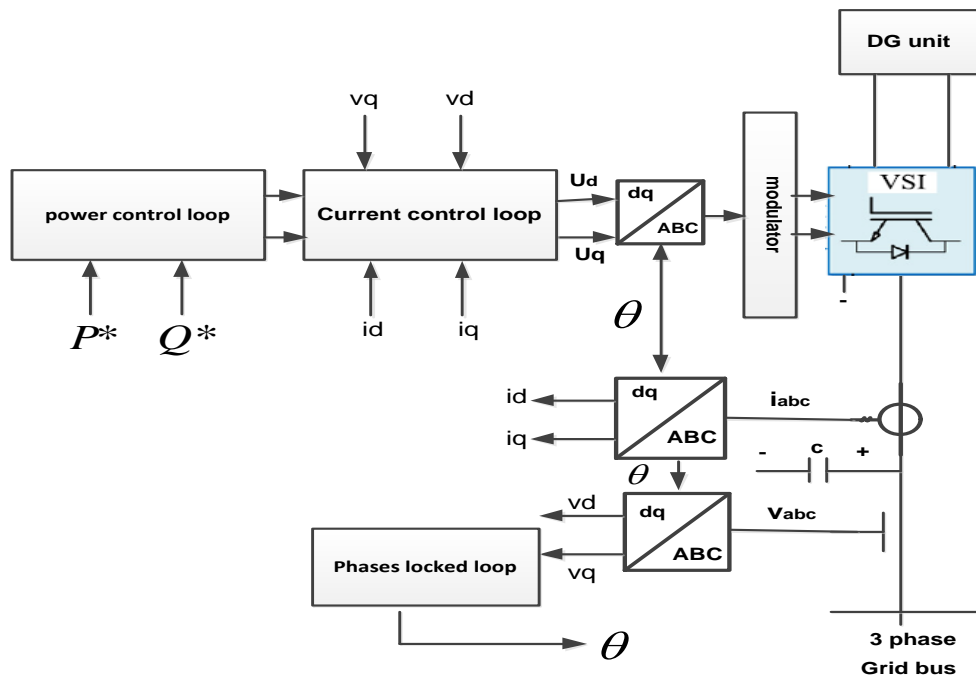 DG unit
vq
vd
power control loop
Current control loop
Ud
Uq
dq
ABC
modulator
VSI
-
P*
Q*
id
iq
θ
id
iq
dq
ABC
iabc
-
c
+
θ
vd
vq
dq
ABC
Vabc
Phases locked loop
θ
3 phase
Grid bus